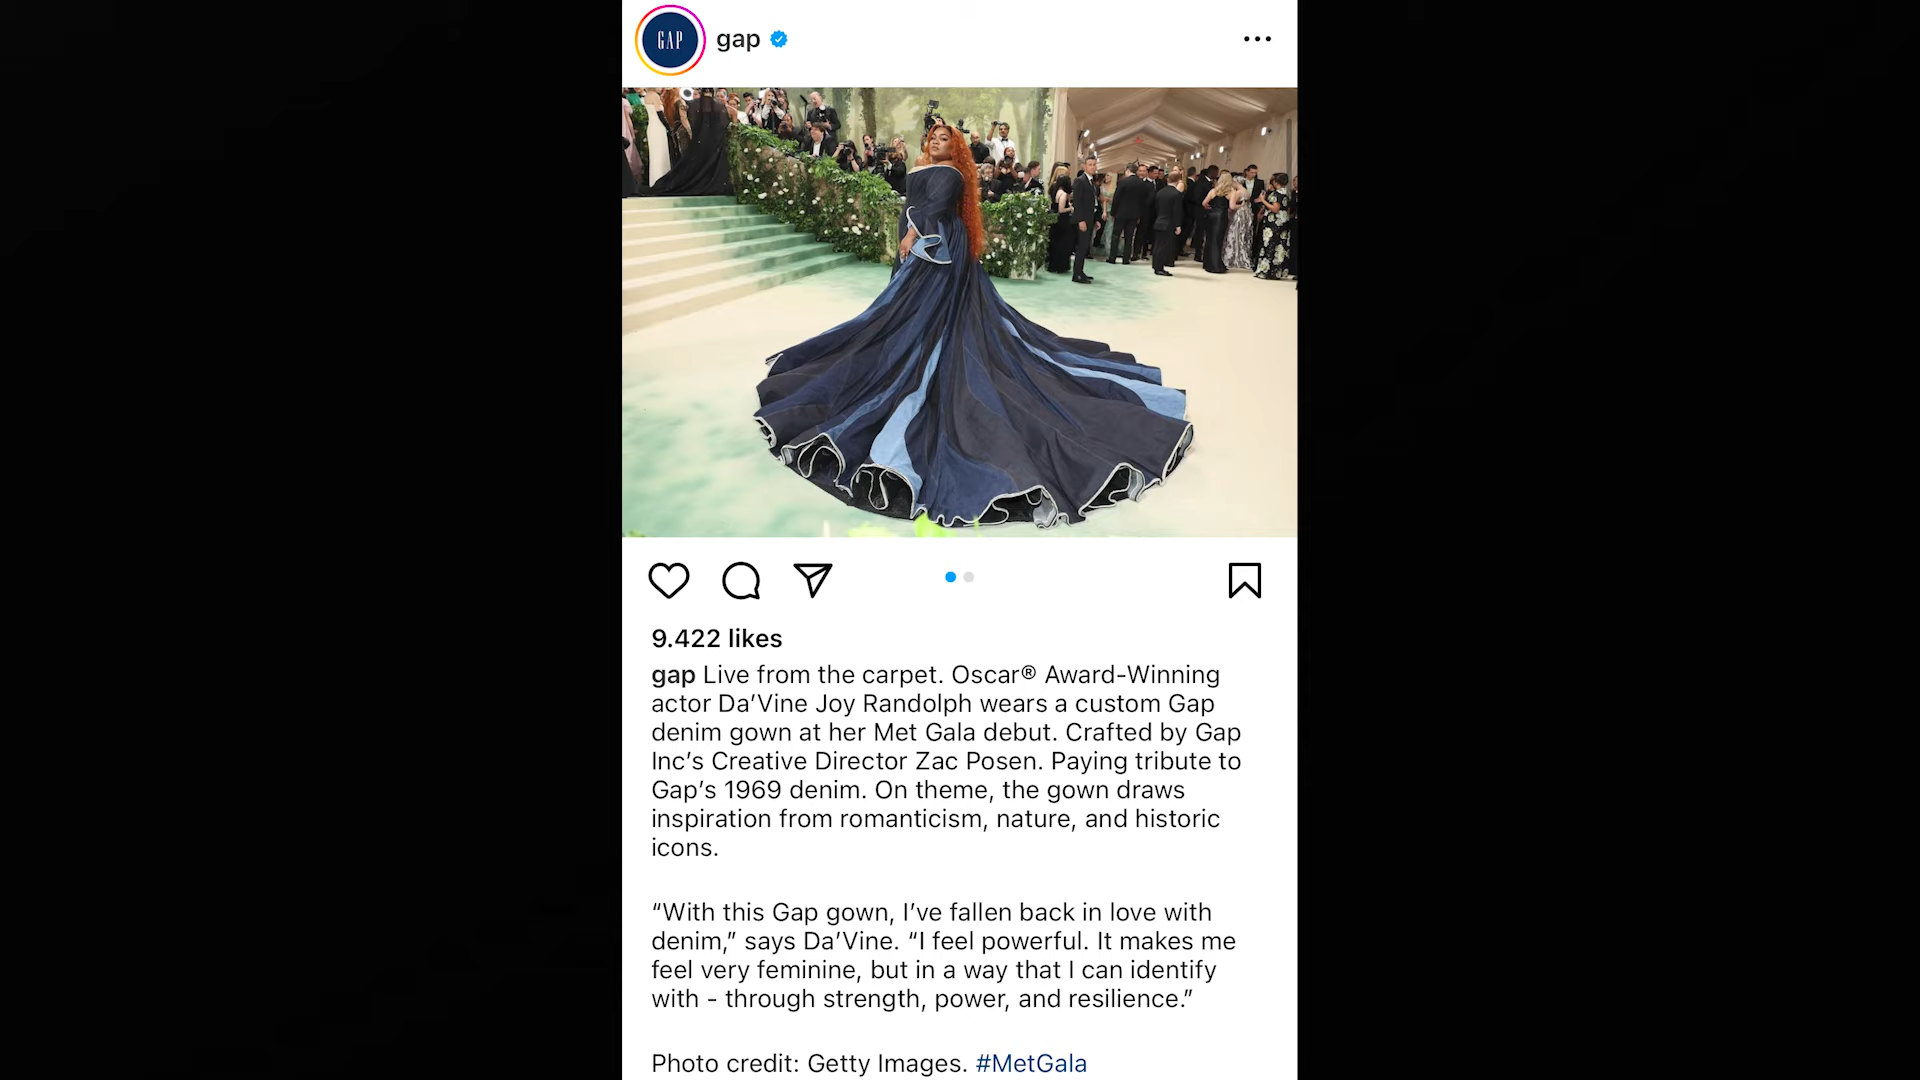 GAP
gap
9.422 likes
gap Live from the carpet. Oscar® Award-Winning
actor Da’Vine Joy Randolph wears a custom Gap
denim gown at her Met Gala debut. Crafted by Gap
Inc’s Creative Director Zac Posen. Paying tribute to
Gap’s 1969 denim. On theme, the gown draws
inspiration from romanticism, nature, and historic
icons.
“With this Gap gown, I’ve fallen back in love with
denim,” says Da’Vine. “I feel powerful. It makes me
feel very feminine, but in a way that I can identify
with - through strength, power, and resilience.”
Photo credit: Getty Images. #MetGala